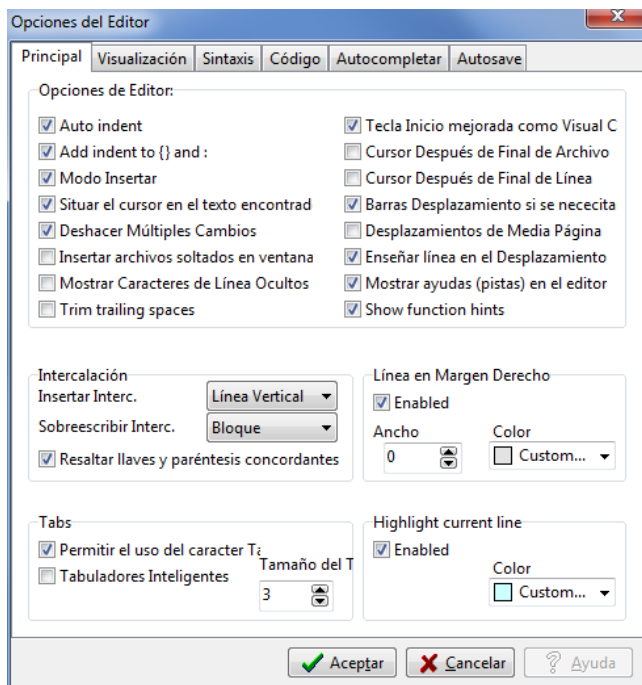 Opciones del Editor
Principal Visualización Sintaxis Código Autocompletar Autosave
Opciones de Editor:
Auto indent
Add indent to {} and :
Modo Insertar
Situar el cursor en el texto encontrad
Deshacer Múltiples Cambios
Insertar archivos soltados en ventana
Mostrar Caracteres de Línea Ocultos
Trim trailing spaces
Tecla Inicio mejorada como Visual C
Cursor Después de Final de Archivo
Cursor Después de Final de Línea
Barras Desplazamiento si se nececita
Desplazamientos de Media Página
Enseñar línea en el Desplazamiento
Mostrar ayudas (pistas) en el editor
Show function hints
Intercalación
Insertar Interc. Línea Vertical
Sobreescribir Interc. Bloque
Resaltar llaves y paréntesis concordantes
Línea en Margen Derecho
Enabled
Ancho Color
0 Custom...
Tabs
Permitir el uso del caracter Ta
Tabuladores Inteligentes
Tamaño del T
3
Highlight current line
Enabled
Color
Custom...
Aceptar Cancelar Ayuda